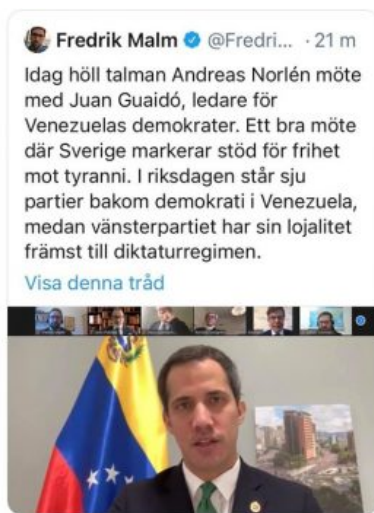 Fredrik Malm @Fredri... · 21 m
Idag höll talman Andreas Norlén möte
med Juan Guaidó, ledare för
Venezuelas demokrater. Ett bra möte
där Sverige markerar stöd för frihet
mot tyranni. I riksdagen står sju
partier bakom demokrati i Venezuela,
medan vänsterpartiet har sin lojalitet
främst till diktaturregimen.
Visa denna tråd